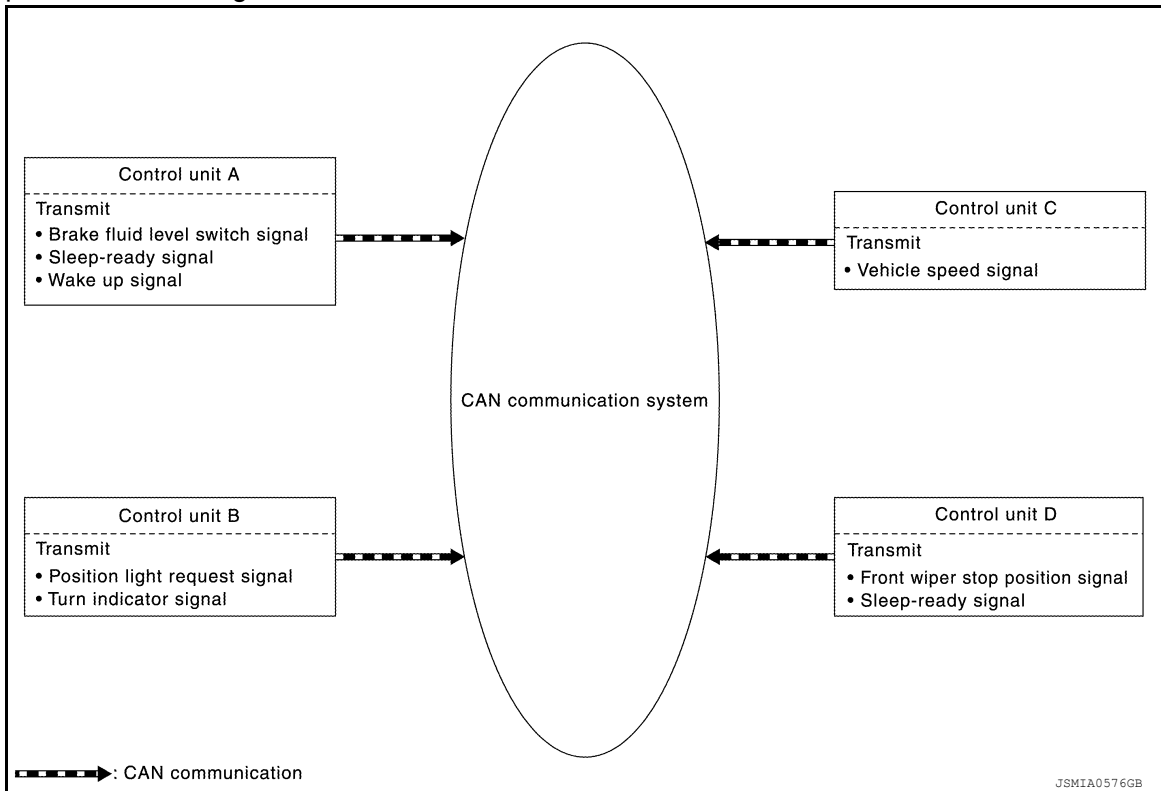 Control unit A
Transmit
• Brake fluid level switch signal
• Sleep-ready signal
• Wake up signal
Control unit C
Transmit
• Vehicle speed signal
CAN communication system
Control unit B
Transmit
• Position light request signal
• Turn indicator signal
Control unit D
Transmit
• Front wiper stop position signal
• Sleep-ready signal
: CAN communication
JSMIA0576GB